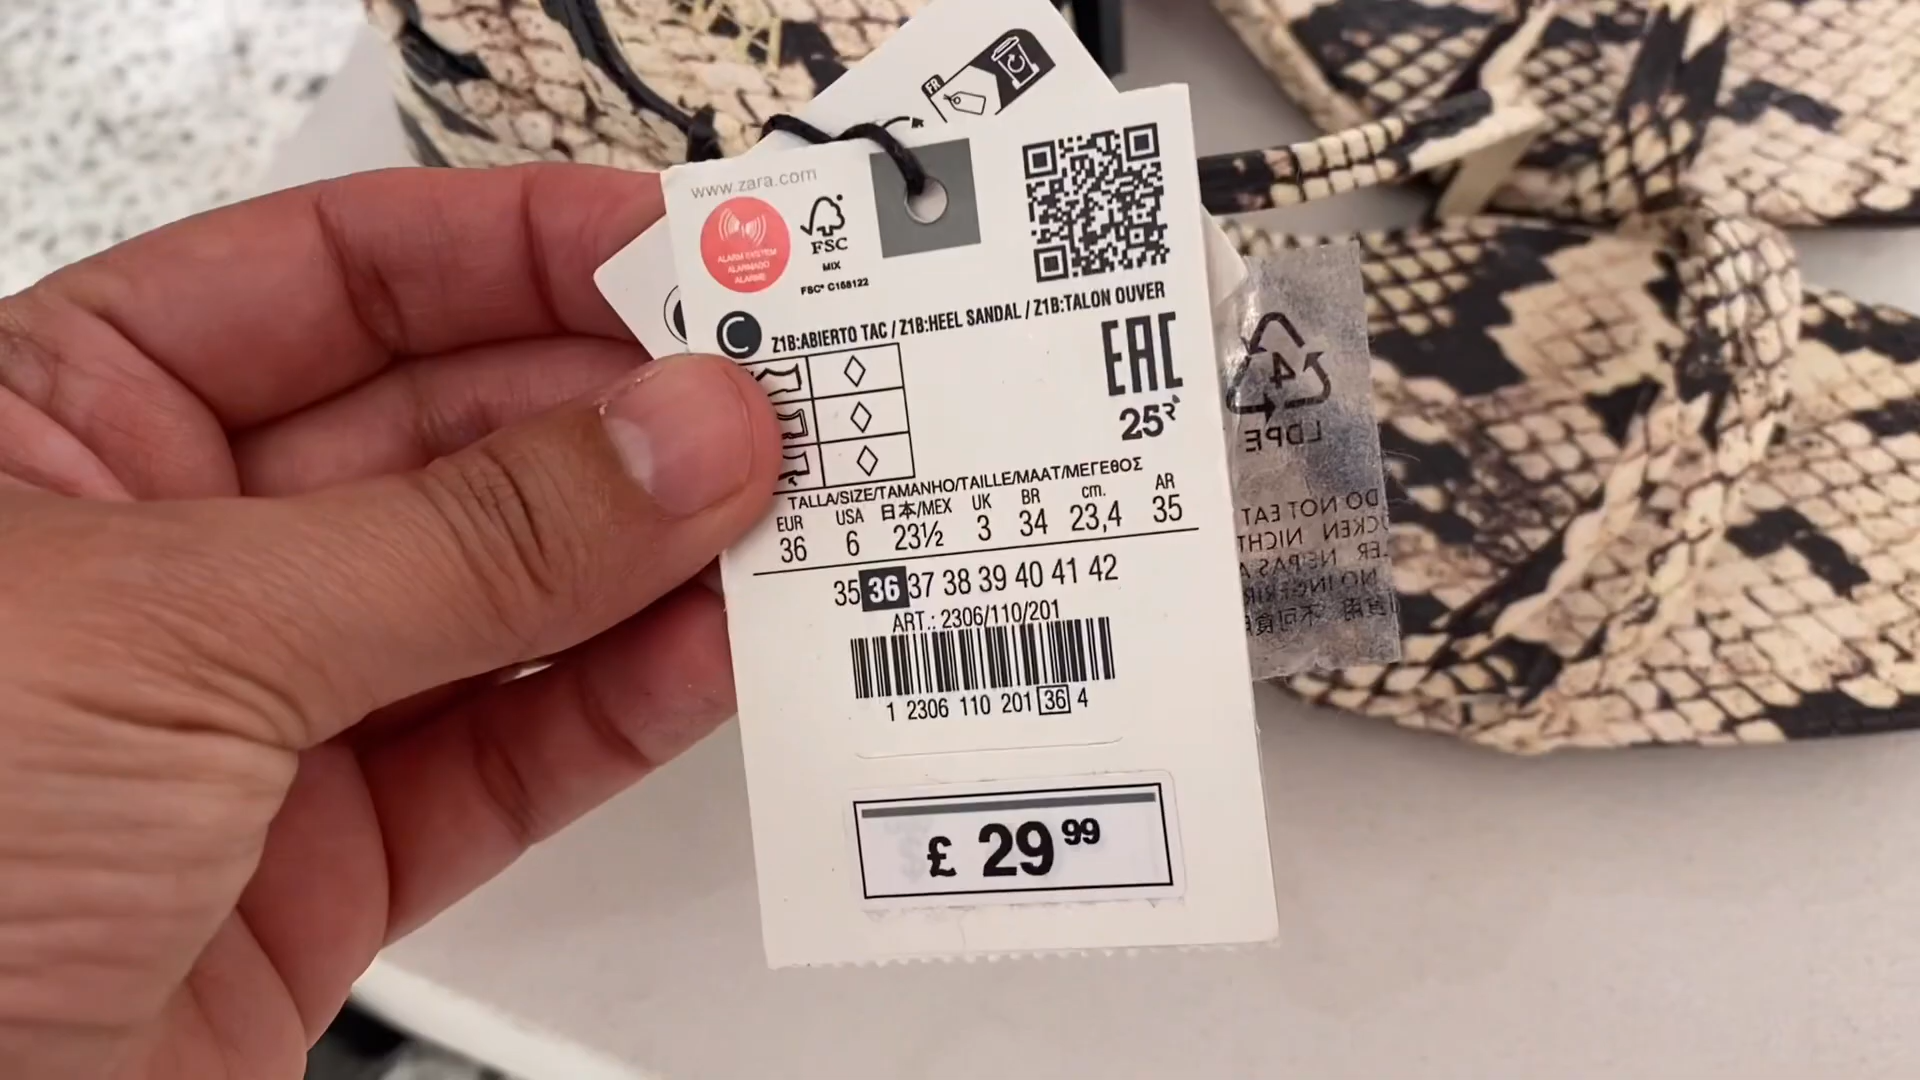 FR
www.zara.com
ALARM SYSTEM
ALARMADO
ALARME
FSC
MIX
FSC® C158122
C
Z1B:ABIERTO TAC / Z1B:HEEL SANDAL / Z1B:TALON OUVER
EAC
25
TALLA/SIZE/TAMANHO/TAILLE/MAAT/ΜΕΓΕΘΟΣ
EUR USA 日本/MEX UK BR cm. AR
36 6 23½ 3 34 23,4 35
35 36 37 38 39 40 41 42
ART.: 2306/110/201
1 2306 110 201 36 4
£ 29 99
4
LDPE
DO NOT EAT